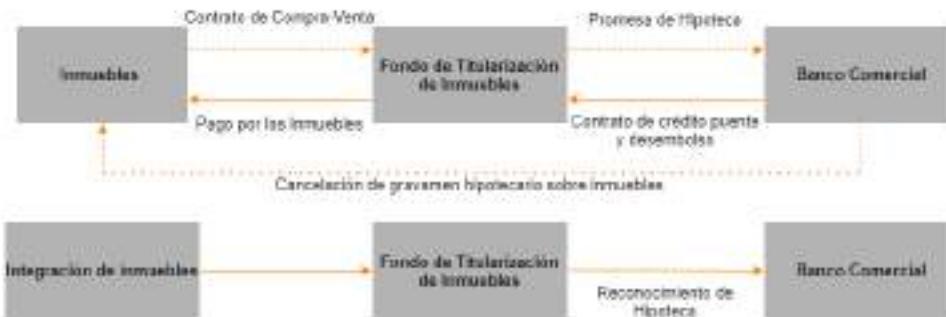 Contrato de Compra-Venta
Promesa de Hipoteca
Inmuebles
Fondo de Titularización
de Inmuebles
Banco Comercial
Pago por los Inmuebles
Contrato de crédito puente
y desembolso
Cancelación de gravamen hipotecario sobre Inmuebles
Integración de inmuebles
Fondo de Titularización
de Inmuebles
Banco Comercial
Reconocimiento de
Hipoteca